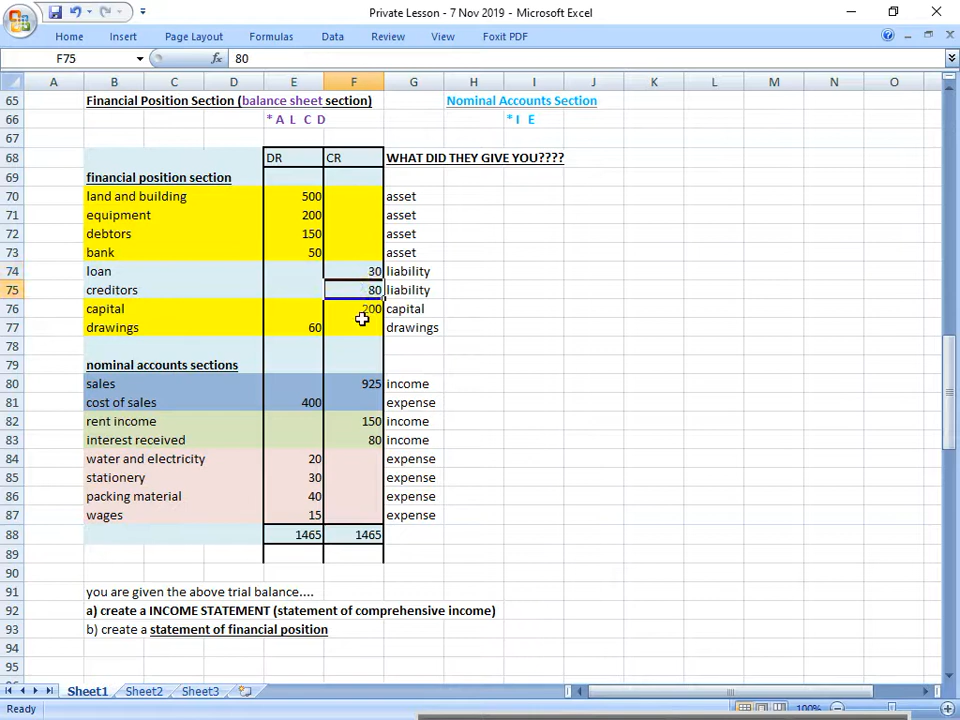 Private Lesson - 7 Nov 2019 - Microsoft Excel
Home Insert Page Layout Formulas Data Review View Foxit PDF
F75 fx 80
A B C D E F G H I J K L M N O
65 Financial Position Section (balance sheet section) Nominal Accounts Section
66 * A L C D * I E
67
68 DR CR WHAT DID THEY GIVE YOU????
69 financial position section
70 land and building 500 asset
71 equipment 200 asset
72 debtors 150 asset
73 bank 50 asset
74 loan 30 liability
75 creditors 80 liability
76 capital 200 capital
77 drawings 60 drawings
78
79 nominal accounts sections
80 sales 925 income
81 cost of sales 400 expense
82 rent income 150 income
83 interest received 80 income
84 water and electricity 20 expense
85 stationery 30 expense
86 packing material 40 expense
87 wages 15 expense
88 1465 1465
89
90
91 you are given the above trial balance....
92 a) create a INCOME STATEMENT (statement of comprehensive income)
93 b) create a statement of financial position
94
95
Sheet1 Sheet2 Sheet3
Ready 100%